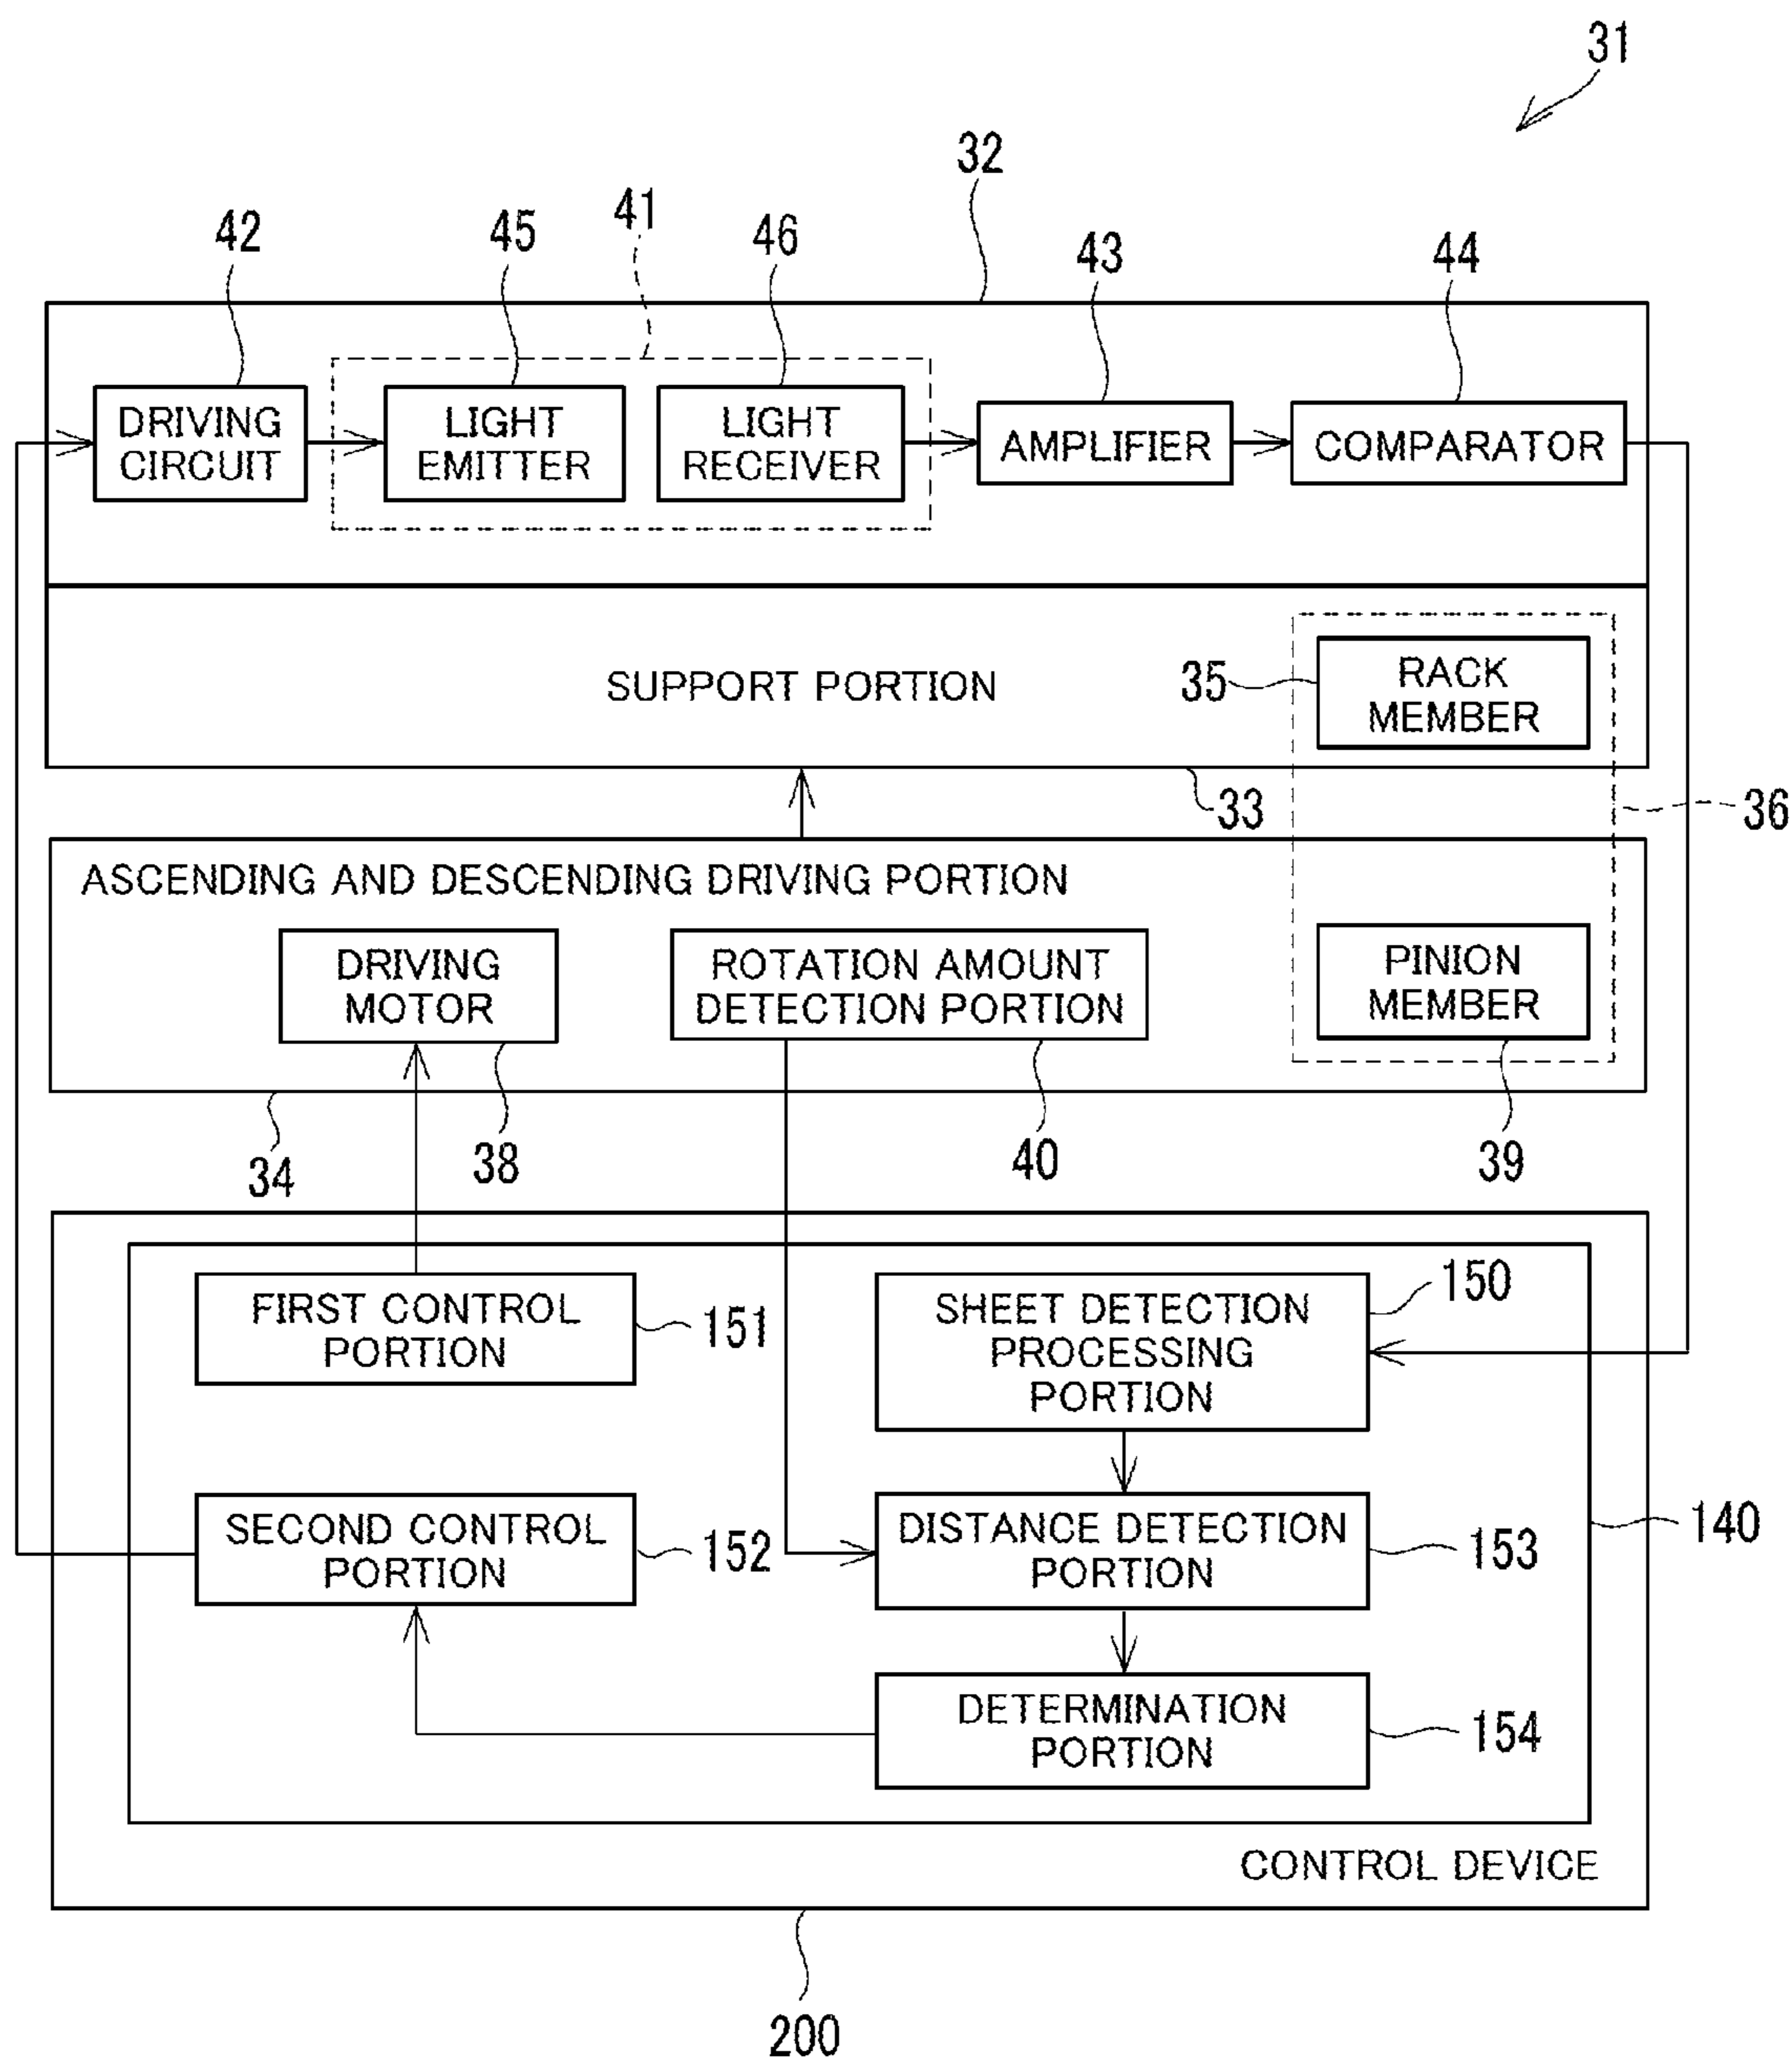 31
32
41
42
45
46
43
44
DRIVING
CIRCUIT
LIGHT
EMITTER
LIGHT
RECEIVER
AMPLIFIER
COMPARATOR
SUPPORT PORTION
35
RACK
MEMBER
33
36
ASCENDING AND DESCENDING DRIVING PORTION
DRIVING
MOTOR
ROTATION AMOUNT
DETECTION PORTION
PINION
MEMBER
34
38
40
39
FIRST CONTROL
PORTION
151
SHEET DETECTION
PROCESSING
PORTION
150
SECOND CONTROL
PORTION
152
DISTANCE DETECTION
PORTION
153
140
DETERMINATION
PORTION
154
CONTROL DEVICE
200